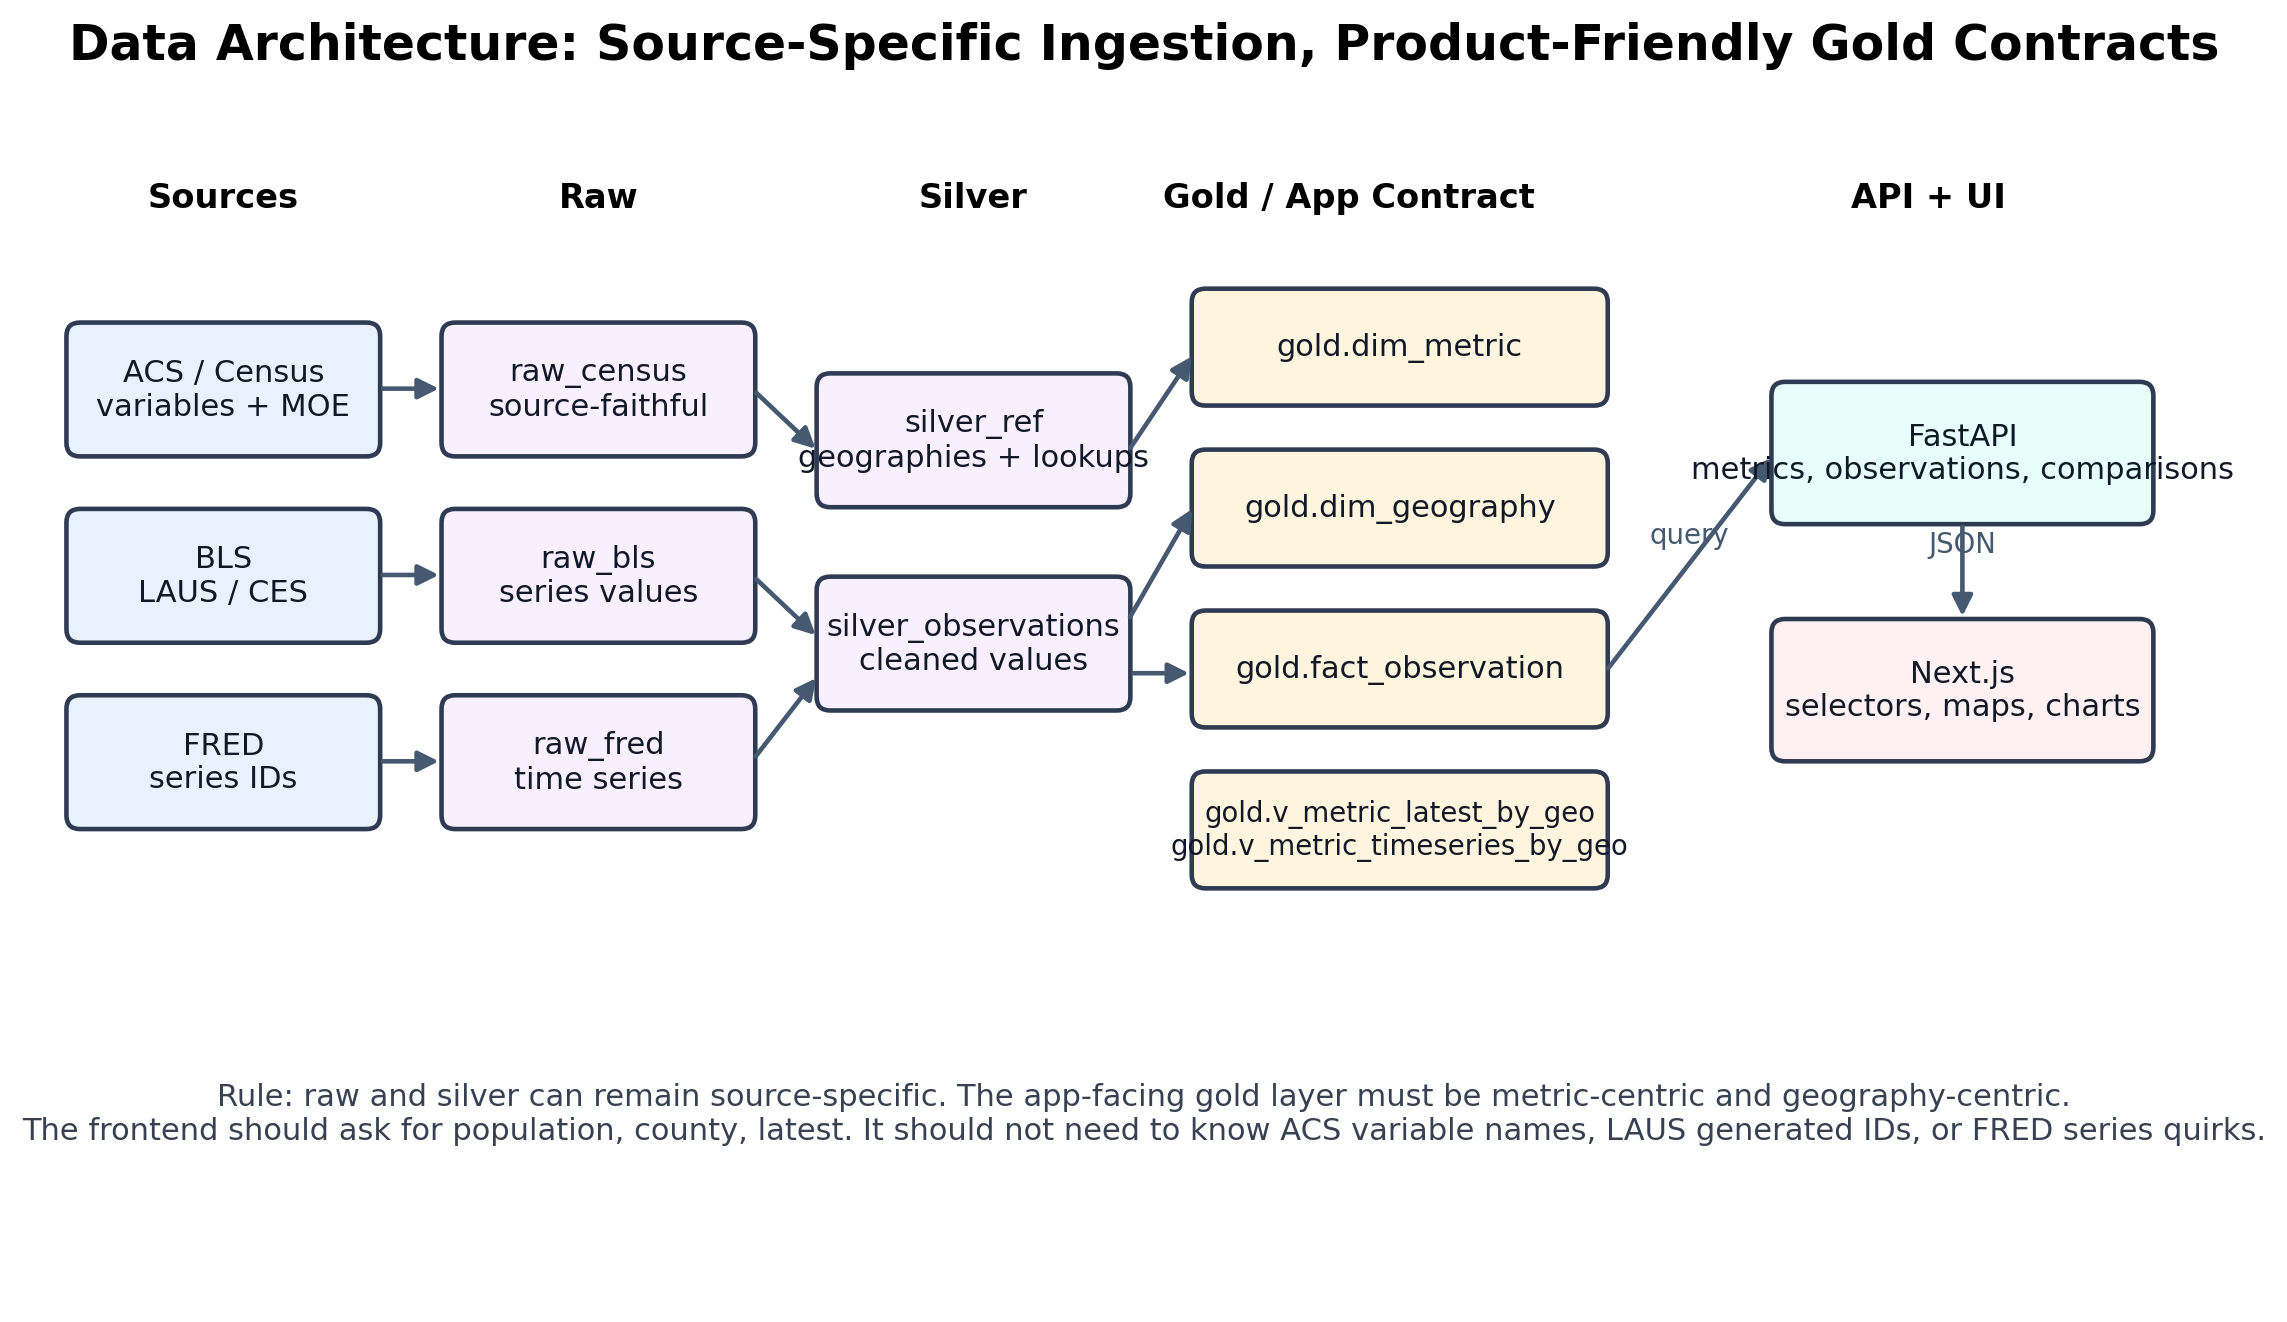 Data Architecture: Source-Specific Ingestion, Product-Friendly Gold Contracts
Sources
Raw
Silver
Gold / App Contract
API + UI
ACS / Census
variables + MOE
BLS
LAUS / CES
FRED
series IDs
raw_census
source-faithful
raw_bls
series values
raw_fred
time series
silver_ref
geographies + lookups
silver_observations
cleaned values
gold.dim_metric
gold.dim_geography
gold.fact_observation
gold.v_metric_latest_by_geo
gold.v_metric_timeseries_by_geo
query
FastAPI
metrics, observations, comparisons
JSON
Next.js
selectors, maps, charts
Rule: raw and silver can remain source-specific. The app-facing gold layer must be metric-centric and geography-centric.
The frontend should ask for population, county, latest. It should not need to know ACS variable names, LAUS generated IDs, or FRED series quirks.